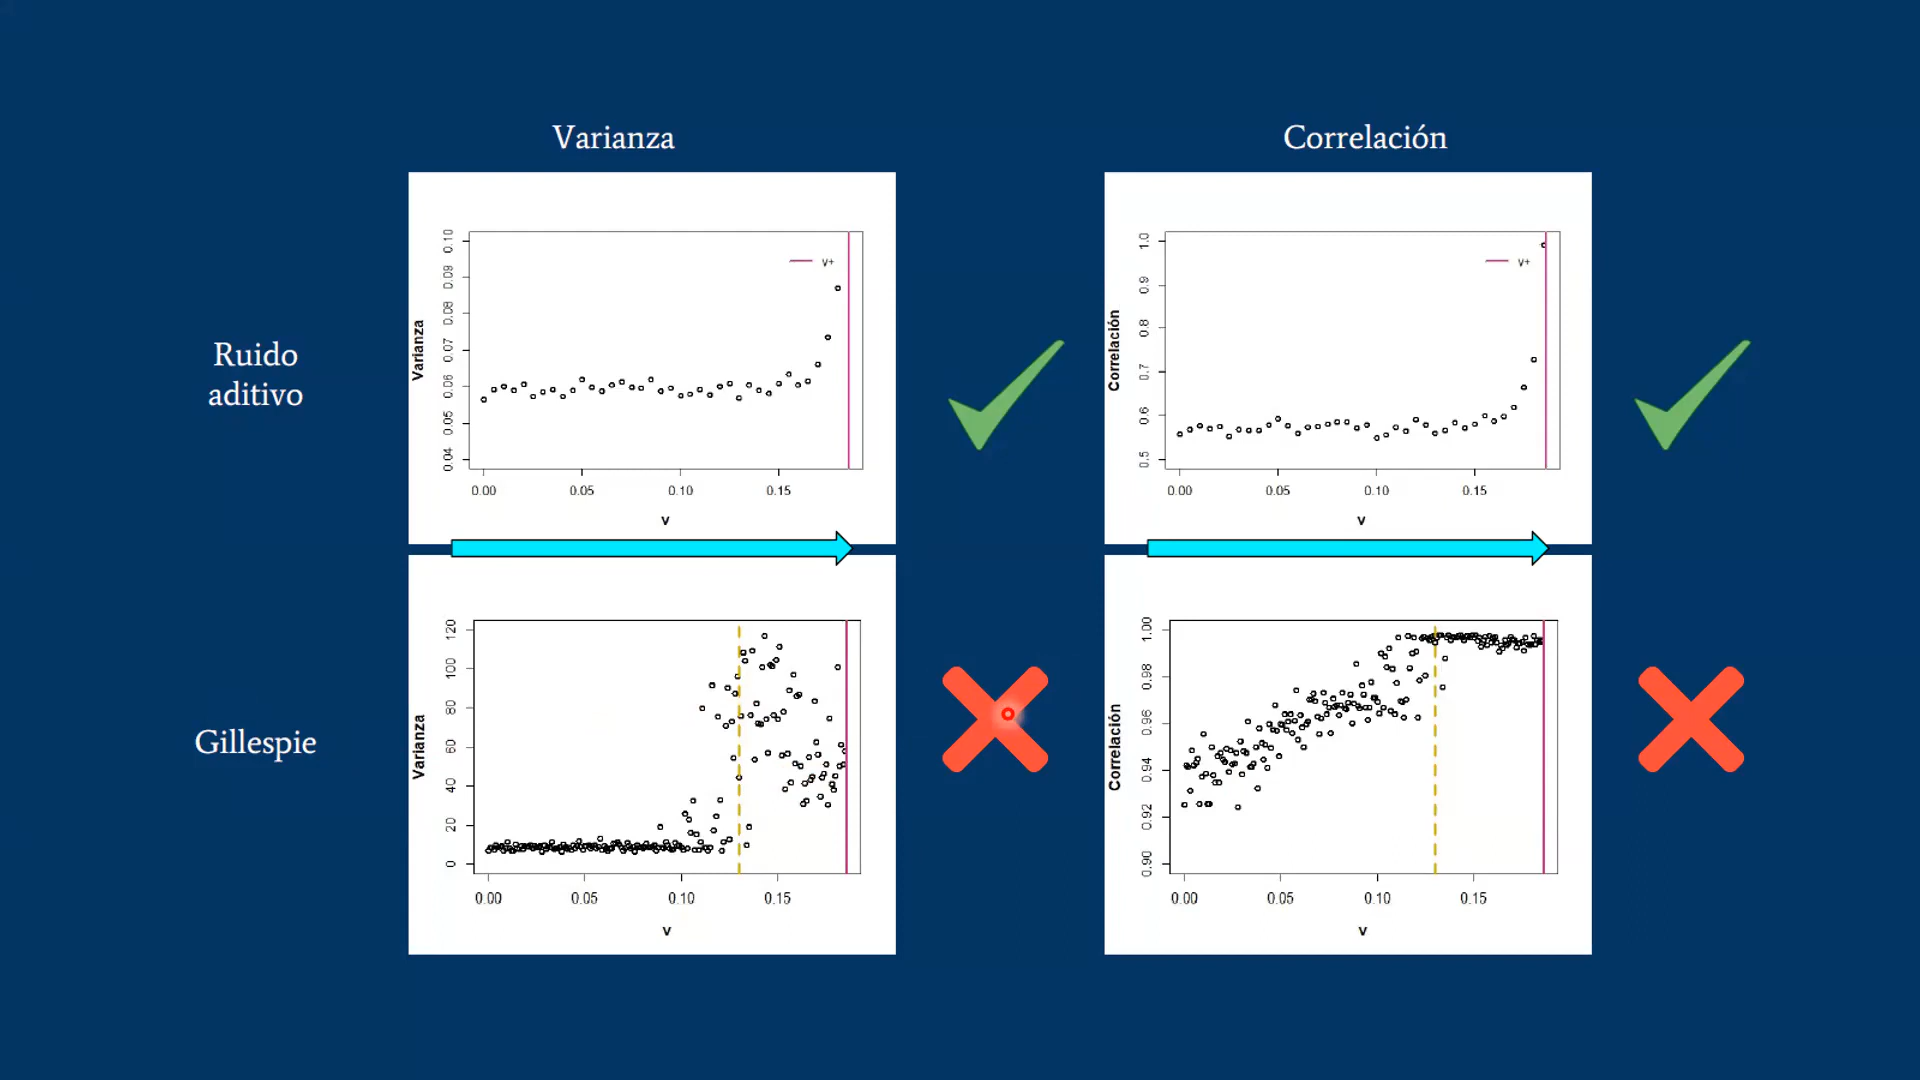 Varianza
Correlación
Ruido
aditivo
Varianza
0.04 0.05 0.06 0.07 0.08 0.09 0.10
v+
0.00 0.05 0.10 0.15
v
Correlación
0.5 0.6 0.7 0.8 0.9 1.0
v+
0.00 0.05 0.10 0.15
v
Gillespie
Varianza
0 20 40 60 80 100 120
0.00 0.05 0.10 0.15
v
Correlación
0.90 0.92 0.94 0.96 0.98 1.00
0.00 0.05 0.10 0.15
v